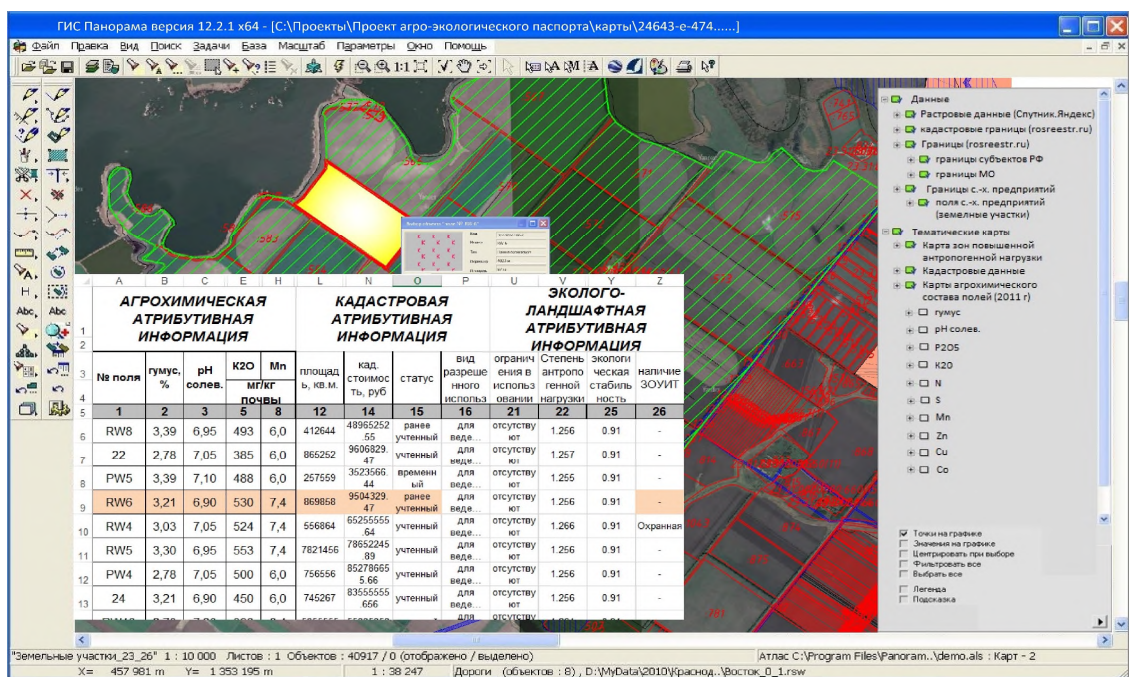 ГИС Панорама версия 12.2.1 x64 - [C:\Проекты\Проект агро-экологического паспорта\карты\24643-е-474......]
Файл Правка Вид Поиск Задачи База Масштаб Параметры Окно Помощь
1:1
Данные
Растровые данные (Спутник.Яндекс)
кадастровые границы (rosreestr.ru)
Границы (rosreestr.ru)
границы субъектов РФ
границы МО
Границы с.-х. предприятий
поля с.-х. предприятий
(земелные участки)
Тематические карты
Карта зон повышенной
антропогенной нагрузки
Кадастровые данные
Карты агрохимического
состава полей (2011 г)
гумус
pH солев.
P2O5
K2O
N
S
Mn
Zn
Cu
Co
Точки на графике
Значения на графике
Центрировать при выборе
Фильтровать все
Выбрать все
Легенда
Подсказка
A B C E H L N O P U V Y Z
АГРОХИМИЧЕСКАЯ АТРИБУТИВНАЯ ИНФОРМАЦИЯ
КАДАСТРОВАЯ АТРИБУТИВНАЯ ИНФОРМАЦИЯ
ЭКОЛОГО-ЛАНДШАФТНАЯ АТРИБУТИВНАЯ ИНФОРМАЦИЯ
№ поля гумус, % pH солев. K2O Mn мг/кг почвы площадь, кв.м. кад. стоимость, руб статус вид разрешенного использ ограничения в использовании Степень антропогенной нагрузки экологическая стабильность наличие ЗОУИТ
1 2 3 5 8 12 14 15 16 21 22 25 26
RW8 3,39 6,95 493 6,0 412644 48965252.55 ранее учтенный для веде... отсутствуют 1.256 0.91 -
22 2,78 7,05 385 6,0 865252 9606829.47 учтенный для веде... отсутствуют 1.257 0.91 -
PW5 3,39 7,10 488 6,0 257559 3523566.44 временный для веде... отсутствуют 1.255 0.91 -
RW6 3,21 6,90 530 7,4 869858 9504329.47 ранее учтенный для веде... отсутствуют 1.256 0.91 -
RW4 3,03 7,05 524 7,4 556864 65255555.64 учтенный для веде... отсутствуют 1.266 0.91 Охранная
RW5 3,30 6,95 553 7,4 7821456 78652245.89 учтенный для веде... отсутствуют 1.256 0.91 -
PW4 2,78 7,05 500 6,0 756556 852786655.66 учтенный для веде... отсутствуют 1.256 0.91 -
24 3,21 6,90 450 6,0 745267 83555555.656 учтенный для веде... отсутствуют 1.256 0.91 -
"Земельные участки_23_26" 1 : 10 000 Листов : 1 Объектов : 40917 / 0 (отображено / выделено) Атлас C:\Program Files\Panoram..\demo.als : Карт - 2
X= 457 981 m Y= 1 353 195 m 1 : 38 247 Дороги (объектов : 8) , D:\MyData\2010\Краснод..\Восток_0_1.rsw